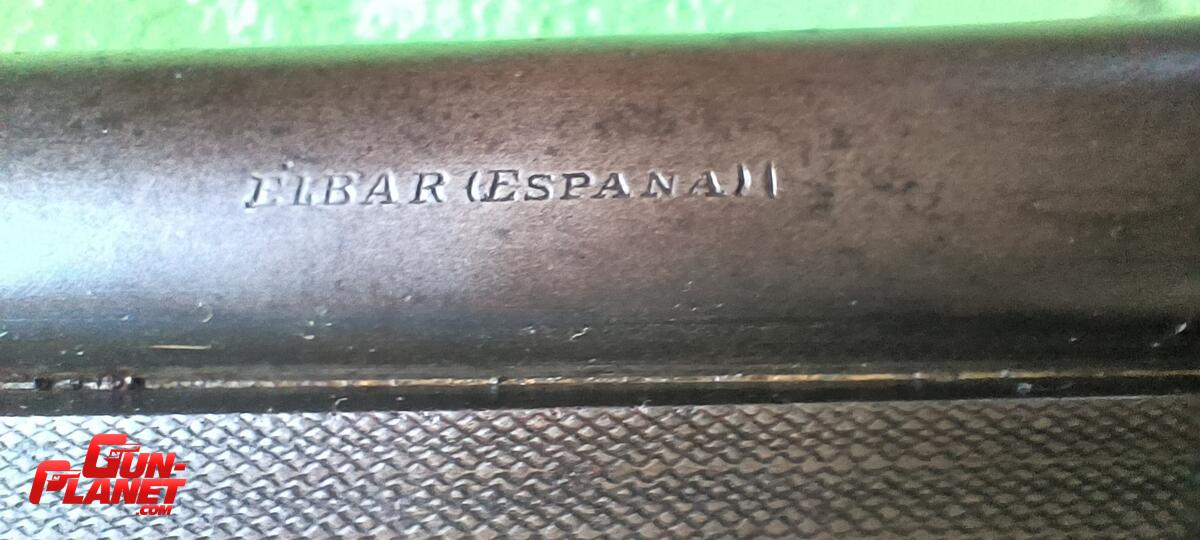 EIBAR (ESPANA)
GUN-
PLANET
.COM